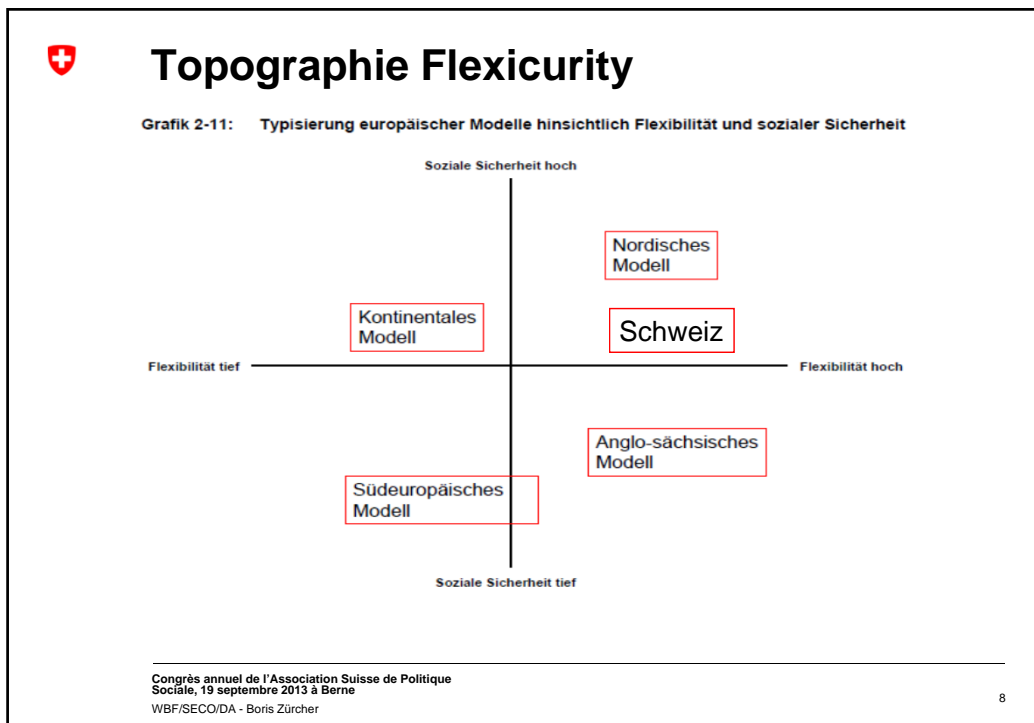 Topographie Flexicurity
Grafik 2-11: Typisierung europäischer Modelle hinsichtlich Flexibilität und sozialer Sicherheit
Soziale Sicherheit hoch
Nordisches
Modell
Kontinentales
Modell
Schweiz
Flexibilität tief
Flexibilität hoch
Anglo-sächsisches
Modell
Südeuropäisches
Modell
Soziale Sicherheit tief
Congrès annuel de l'Association Suisse de Politique
Sociale, 19 septembre 2013 à Berne
WBF/SECO/DA - Boris Zürcher
8